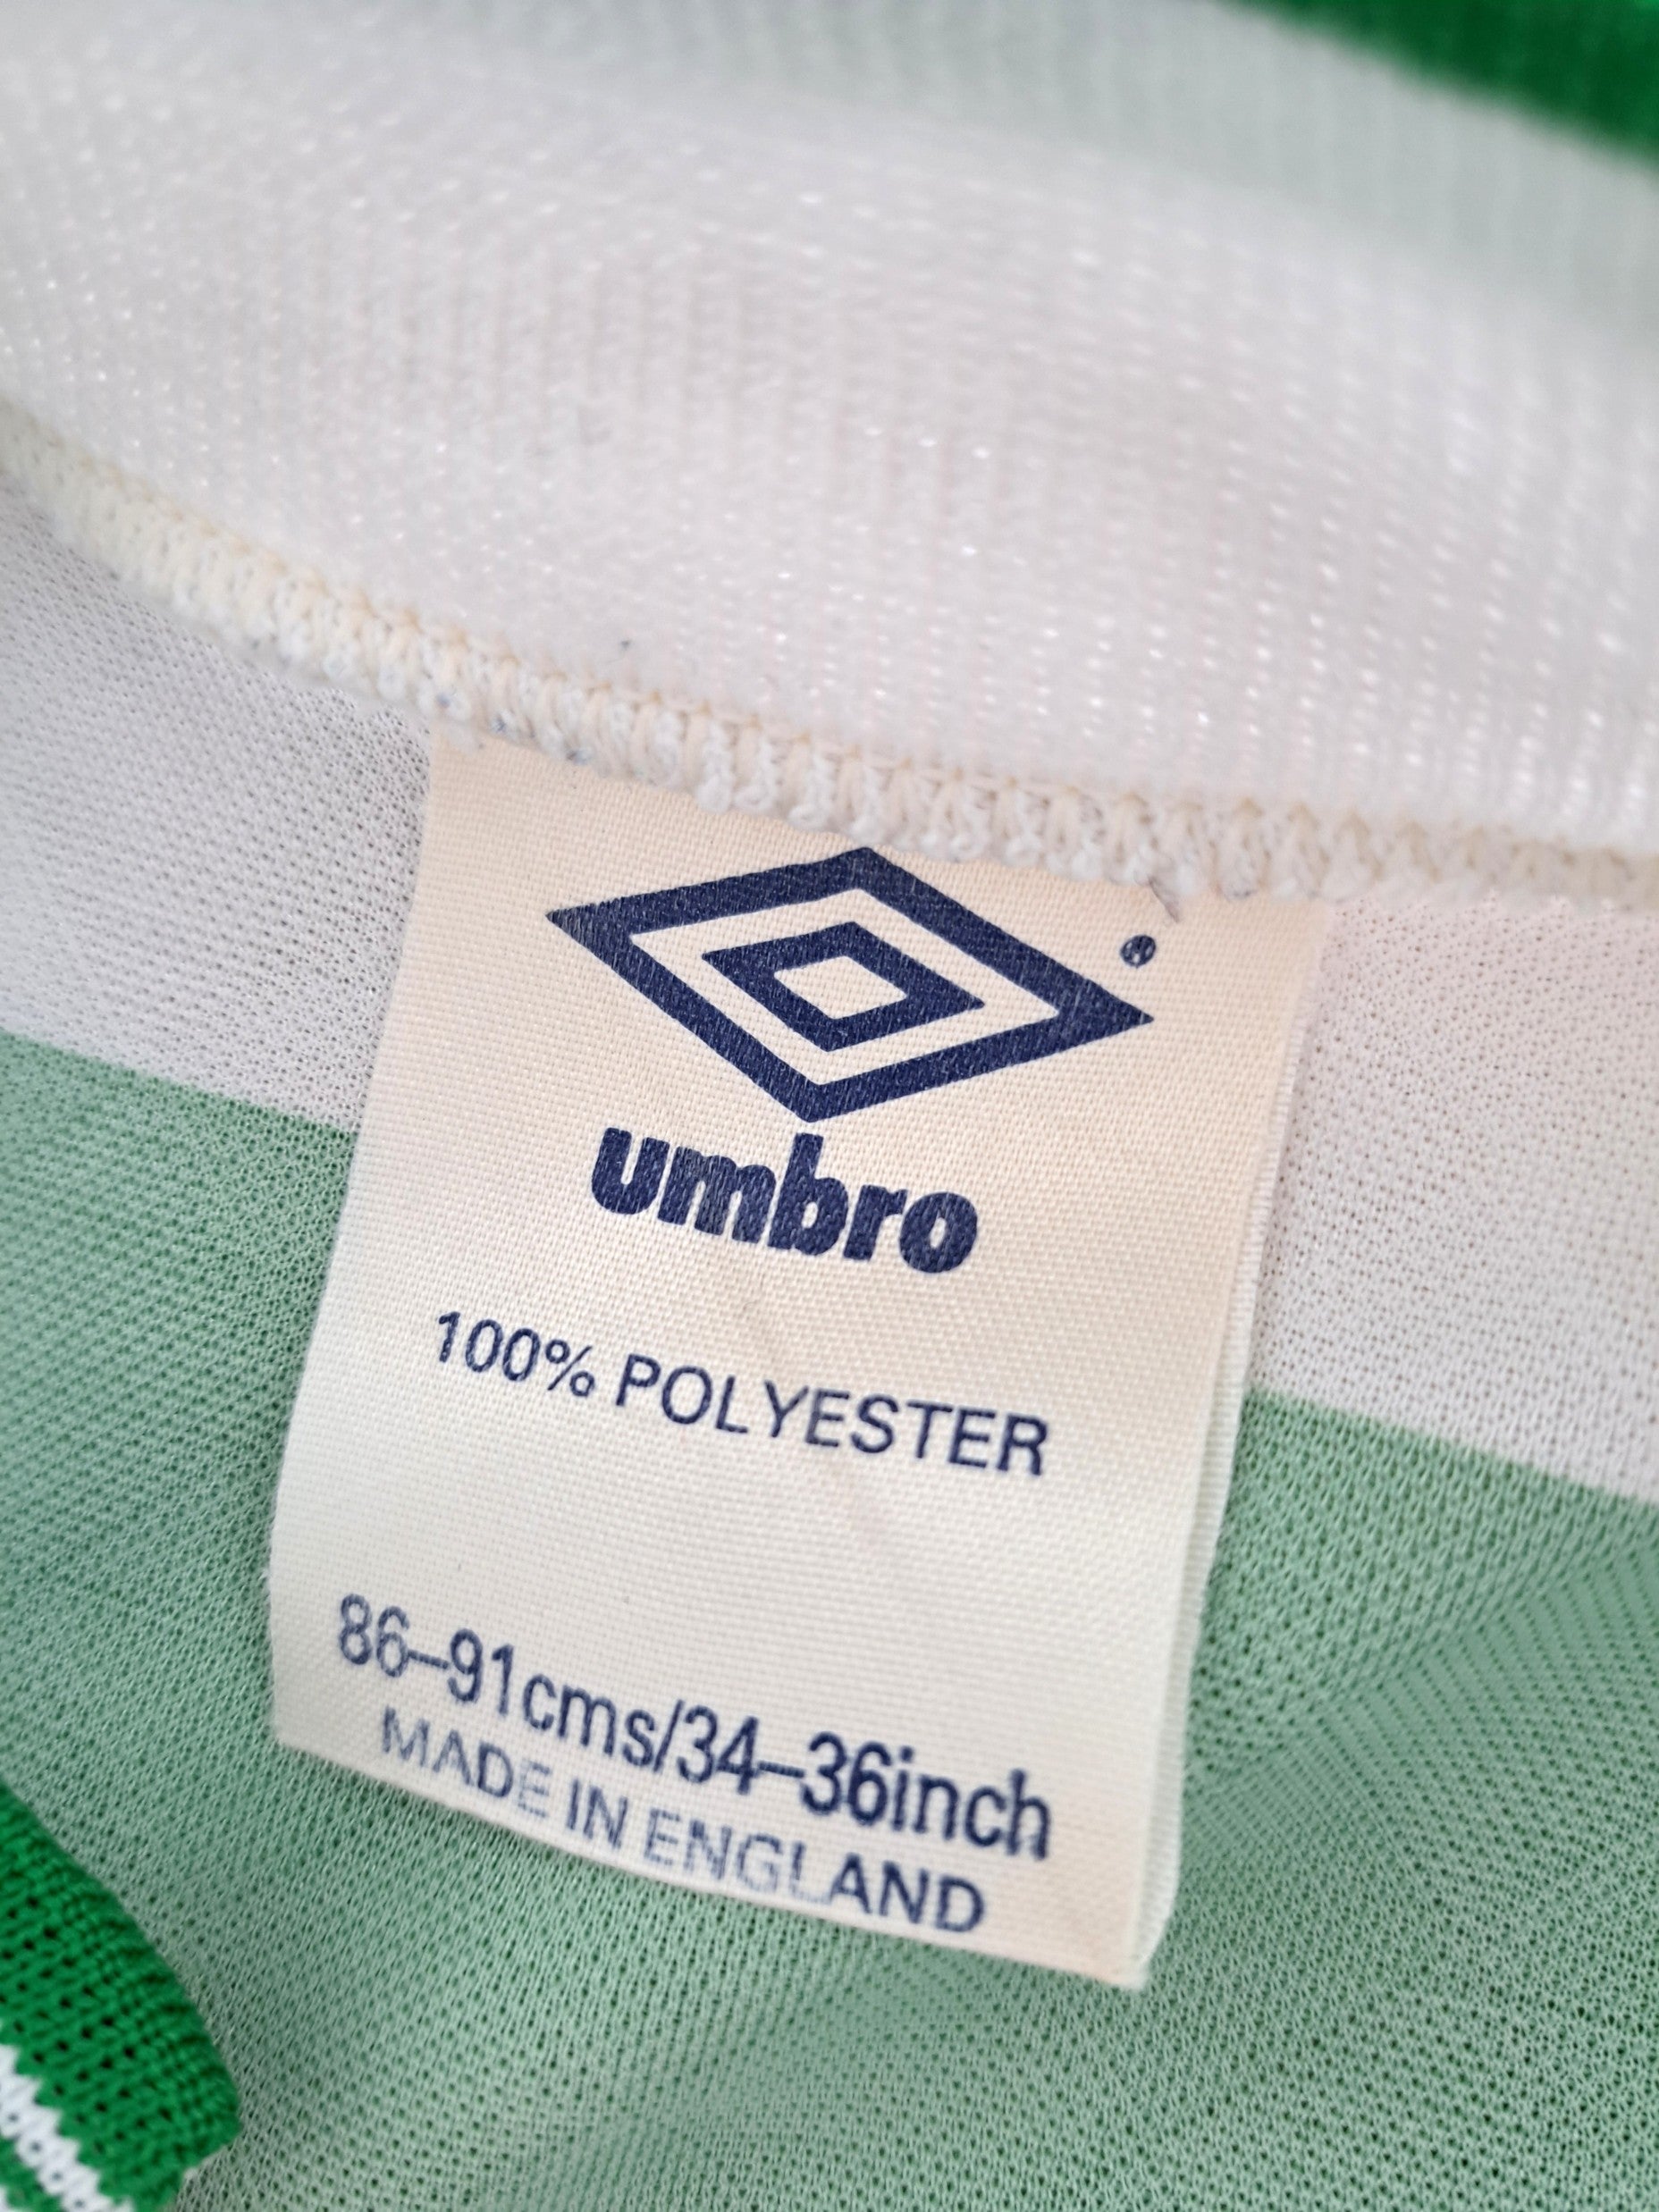 ®
umbro
100% POLYESTER
86–91cms/34–36inch
MADE IN ENGLAND